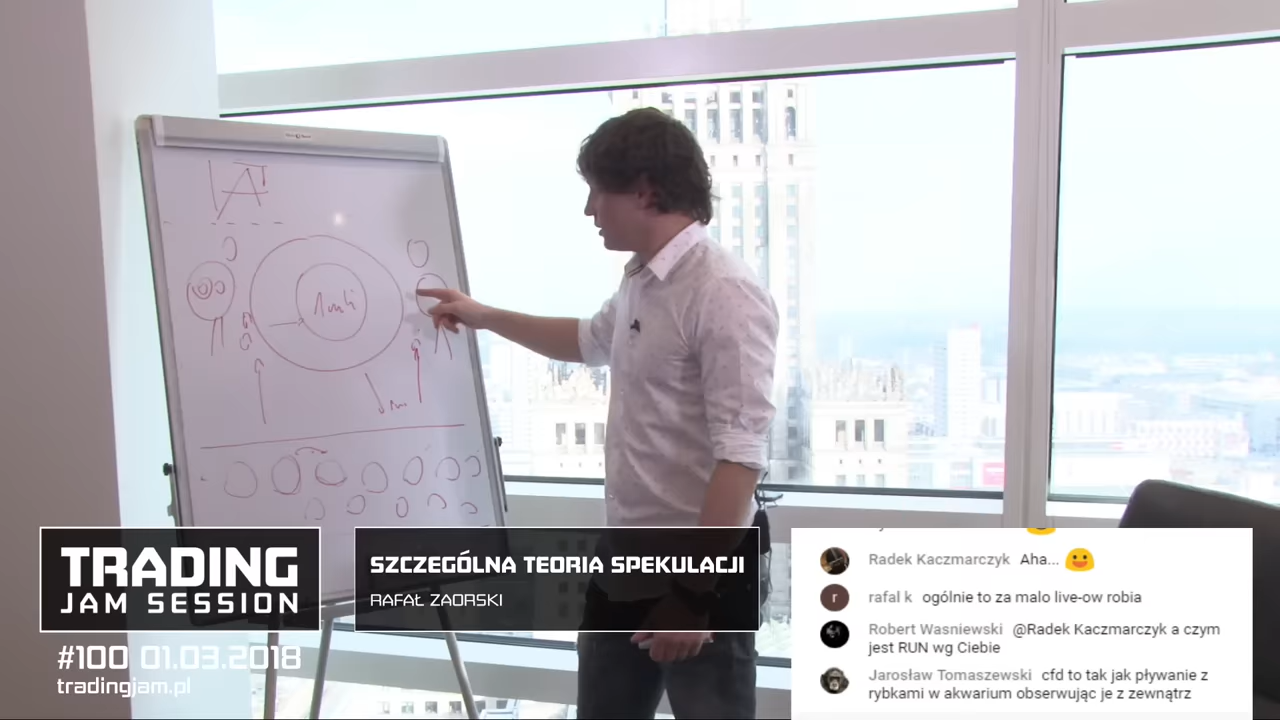 TRADING
JAM SESSION
#100 01.03.2018
tradingjam.pl
SZCZEGÓLNA TEORIA SPEKULACJI
RAFAŁ ZAORSKI
Radek Kaczmarczyk Aha... 😃
rafal k ogólnie to za malo live-ow robia
Robert Wasniewski @Radek Kaczmarczyk a czym
jest RUN wg Ciebie
Jarosław Tomaszewski cfd to tak jak pływanie z
rybkami w akwarium obserwując je z zewnątrz